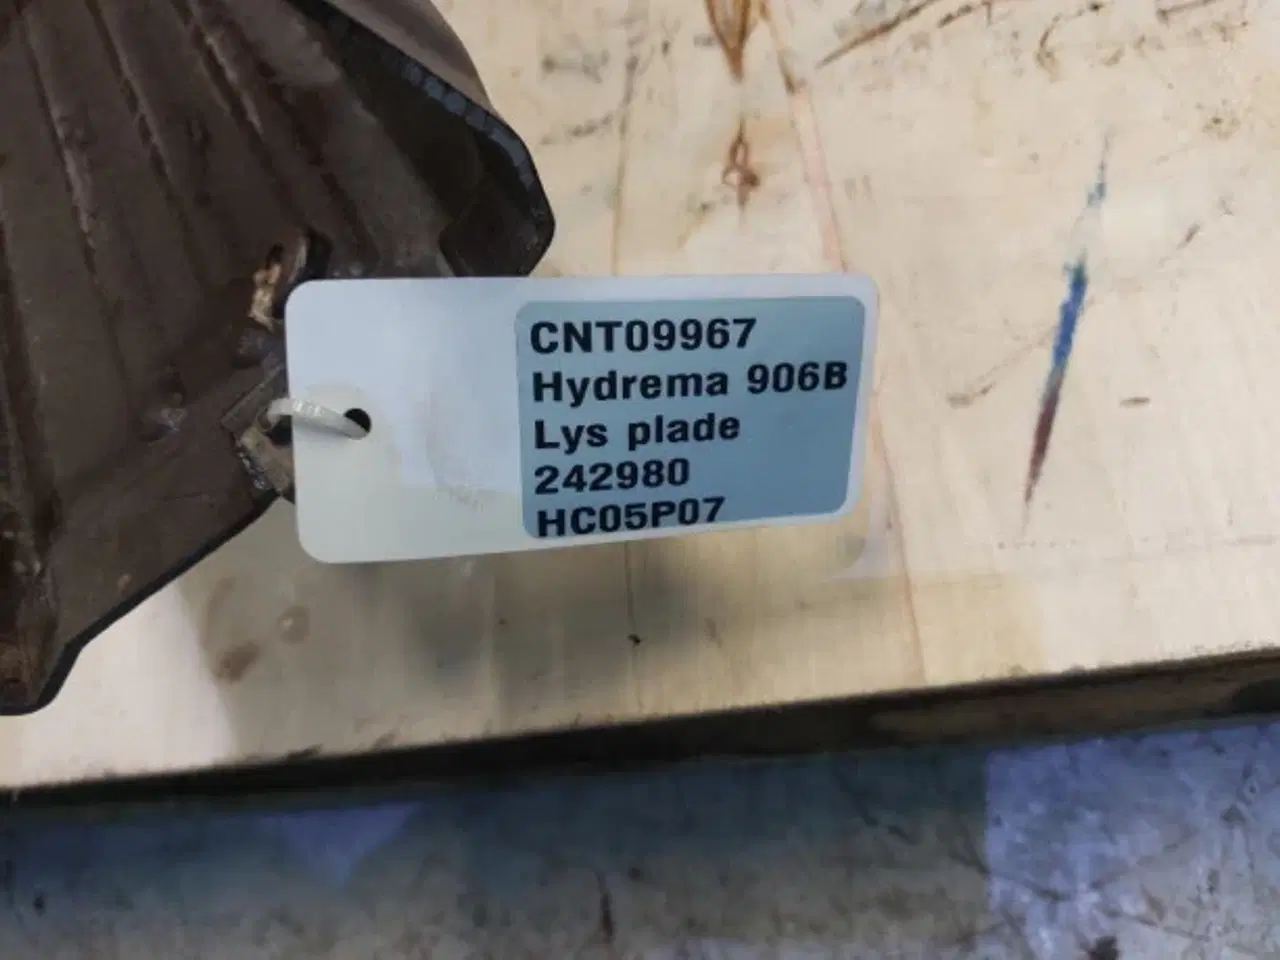 CNT09967
Hydrema 906B
Lys plade
242980
HC05P07